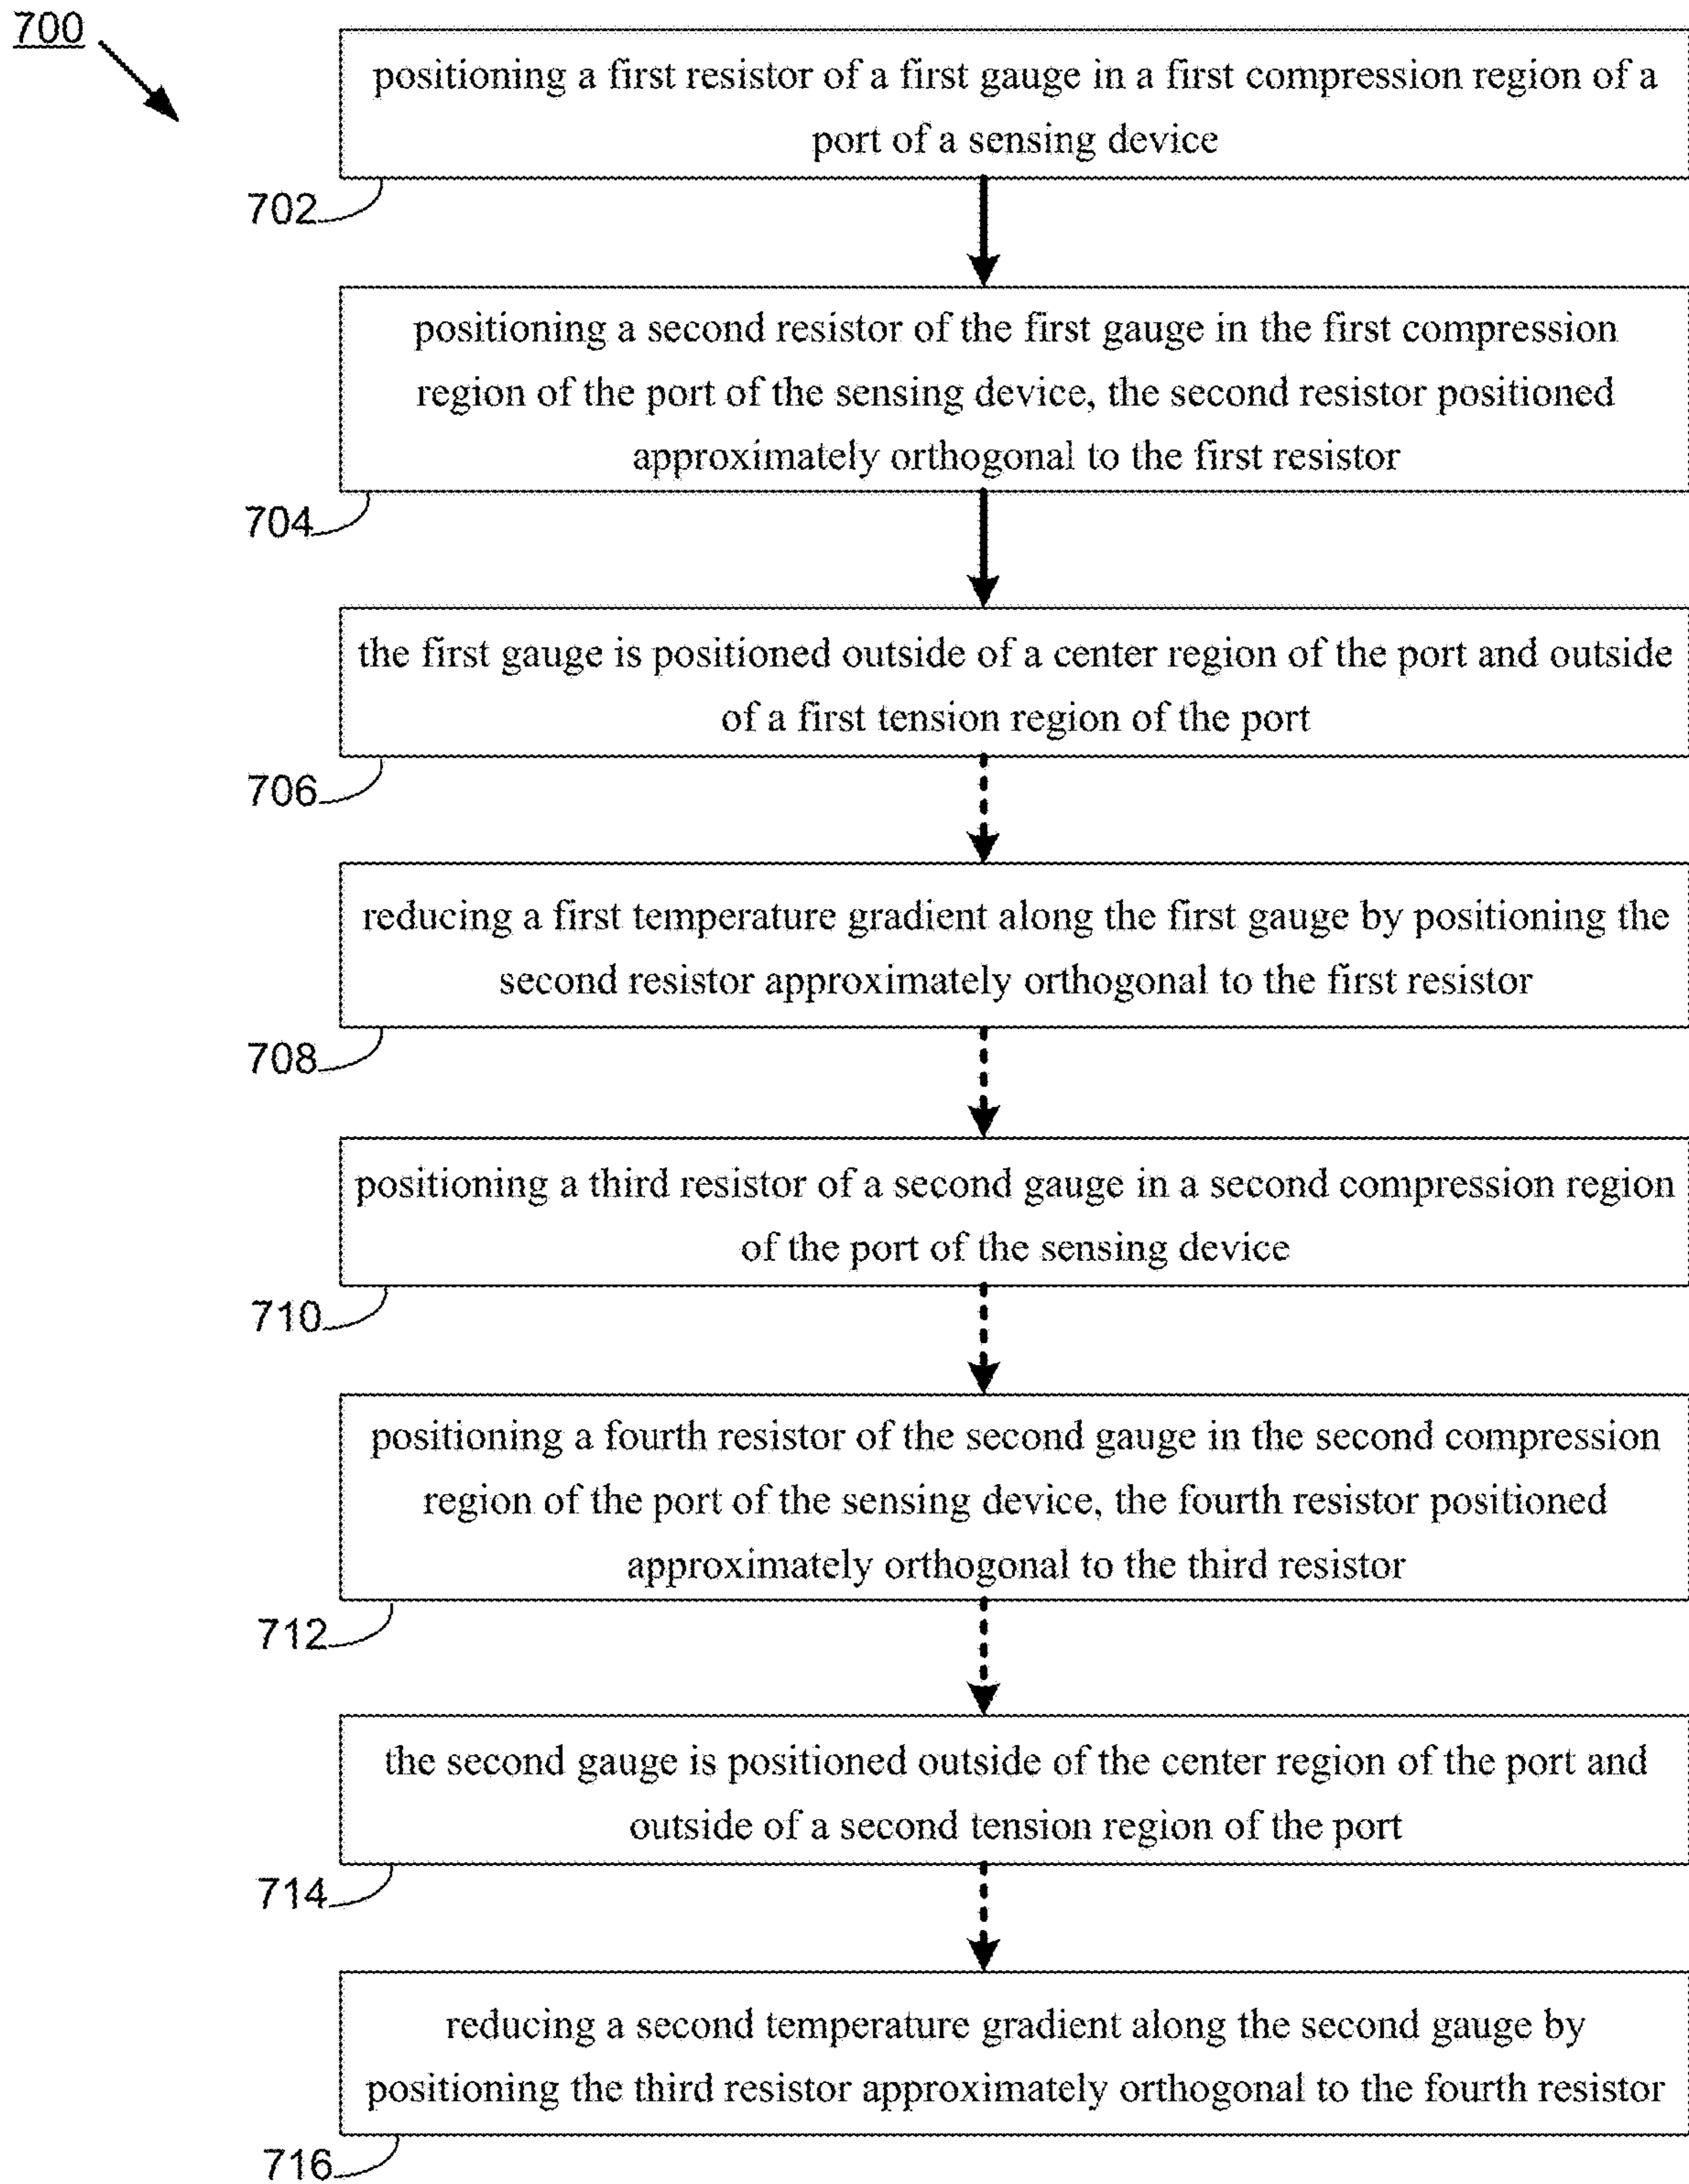 700
positioning a first resistor of a first gauge in a first compression region of a
port of a sensing device
702
positioning a second resistor of the first gauge in the first compression
region of the port of the sensing device, the second resistor positioned
approximately orthogonal to the first resistor
704
the first gauge is positioned outside of a center region of the port and outside
of a first tension region of the port
706
reducing a first temperature gradient along the first gauge by positioning the
second resistor approximately orthogonal to the first resistor
708
positioning a third resistor of a second gauge in a second compression region
of the port of the sensing device
710
positioning a fourth resistor of the second gauge in the second compression
region of the port of the sensing device, the fourth resistor positioned
approximately orthogonal to the third resistor
712
the second gauge is positioned outside of the center region of the port and
outside of a second tension region of the port
714
reducing a second temperature gradient along the second gauge by
positioning the third resistor approximately orthogonal to the fourth resistor
716